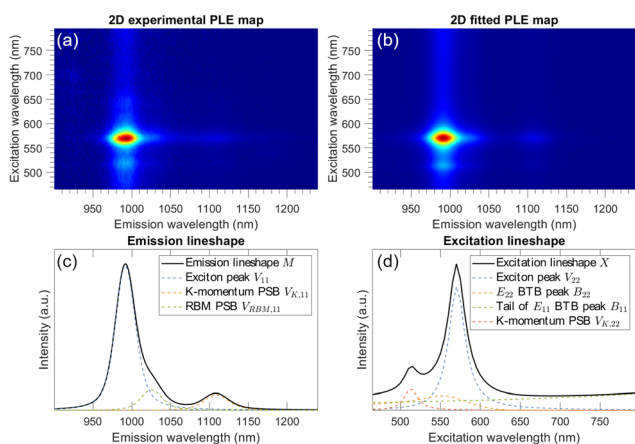 2D experimental PLE map
2D fitted PLE map
(a)
(b)
Excitation wavelength (nm)
750
700
650
600
550
500
950 1000 1050 1100 1150 1200
Emission wavelength (nm)
Excitation wavelength (nm)
750
700
650
600
550
500
950 1000 1050 1100 1150 1200
Emission wavelength (nm)
Emission lineshape
(c)
Emission lineshape M
Exciton peak V₁₁
K-momentum PSB V_{K,11}
RBM PSB V_{RBM,11}
Intensity (a.u.)
950 1000 1050 1100 1150 1200
Emission wavelength (nm)
Excitation lineshape
(d)
Excitation lineshape X
Exciton peak V₂₂
E₂₂ BTB peak B₂₂
Tail of E₁₁ BTB peak B₁₁
K-momentum PSB V_{K,22}
Intensity (a.u.)
500 550 600 650 700 750
Excitation wavelength (nm)